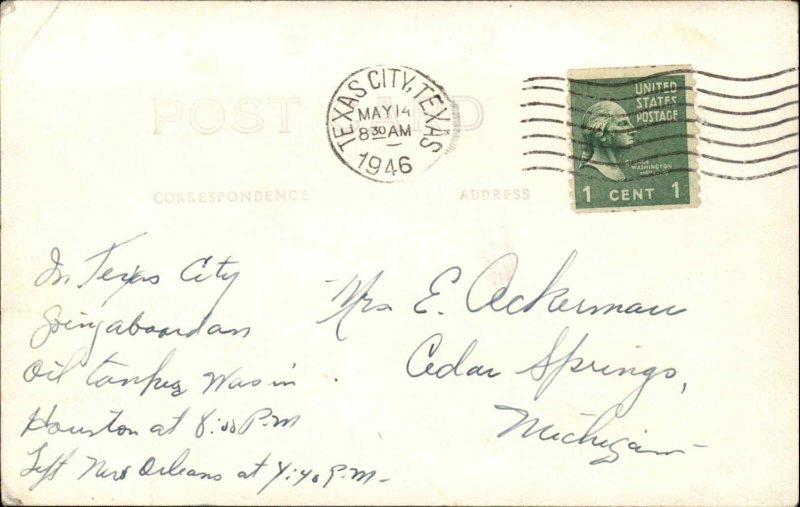 POST CARD
TEXAS CITY, TEXAS
MAY 14
8 30 AM
1946
UNITED
STATES
POSTAGE
WASHINGTON
1 CENT 1
CORRESPONDENCE
ADDRESS
In Texas City
going aboard an
oil tanker Was in
Houston at 8:00 P.M
Left New Orleans at 4:40 P.M-
Mrs E. Ackerman
Cedar Springs,
Michigan-